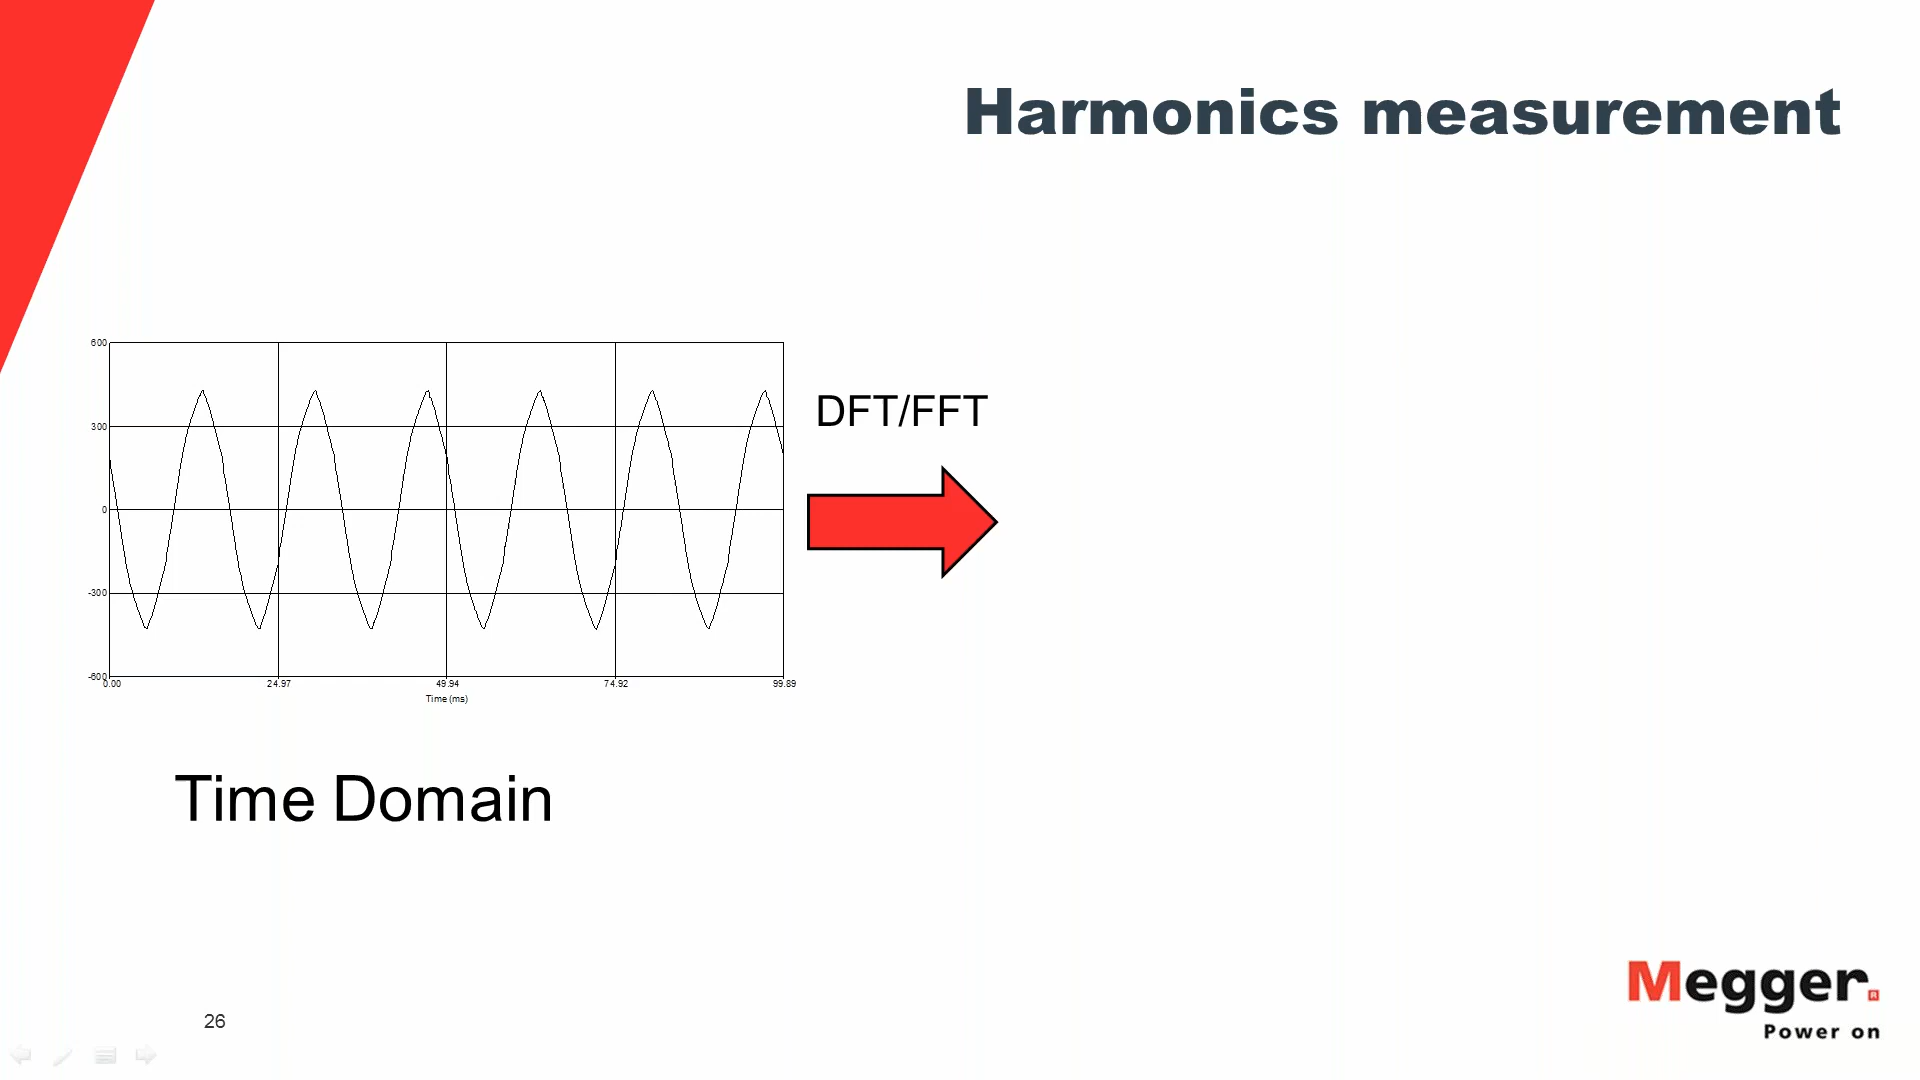 Harmonics measurement
600
300
0
-300
-600
0.00 24.97 49.94 74.92 99.89
Time (ms)
DFT/FFT
Time Domain
26
Megger.
Power on